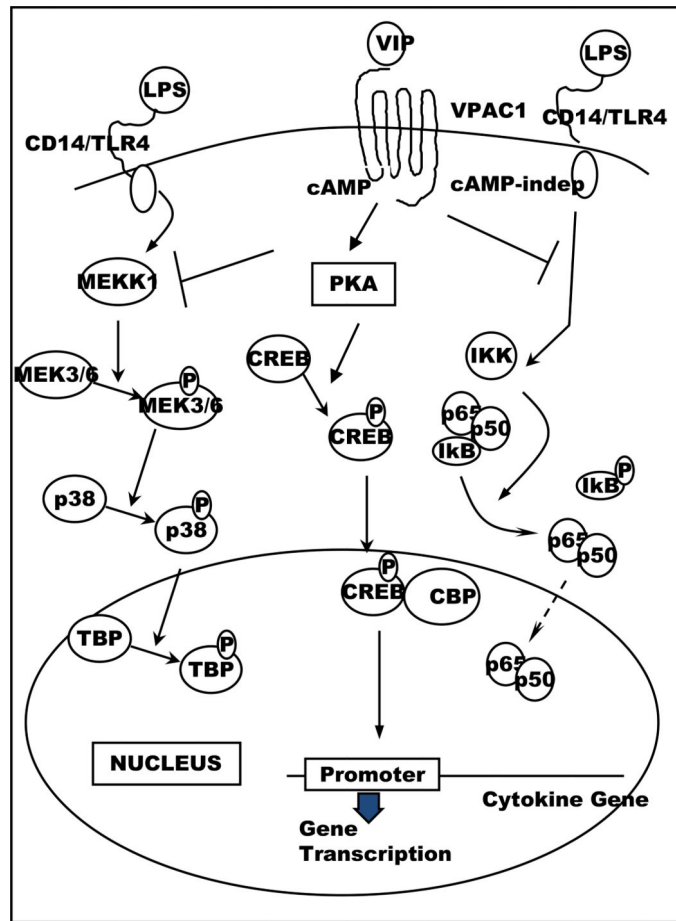 VIP
LPS
LPS
VPAC1
CD14/TLR4
CD14/TLR4
cAMP
cAMP-indep
MEKK1
PKA
CREB
IKK
MEK3/6
P
MEK3/6
P
CREB
p65
p50
IkB
P
IkB
p38
P
p38
p65
p50
P
CREB
CBP
TBP
P
TBP
p65
p50
NUCLEUS
Promoter
Cytokine Gene
Gene
Transcription